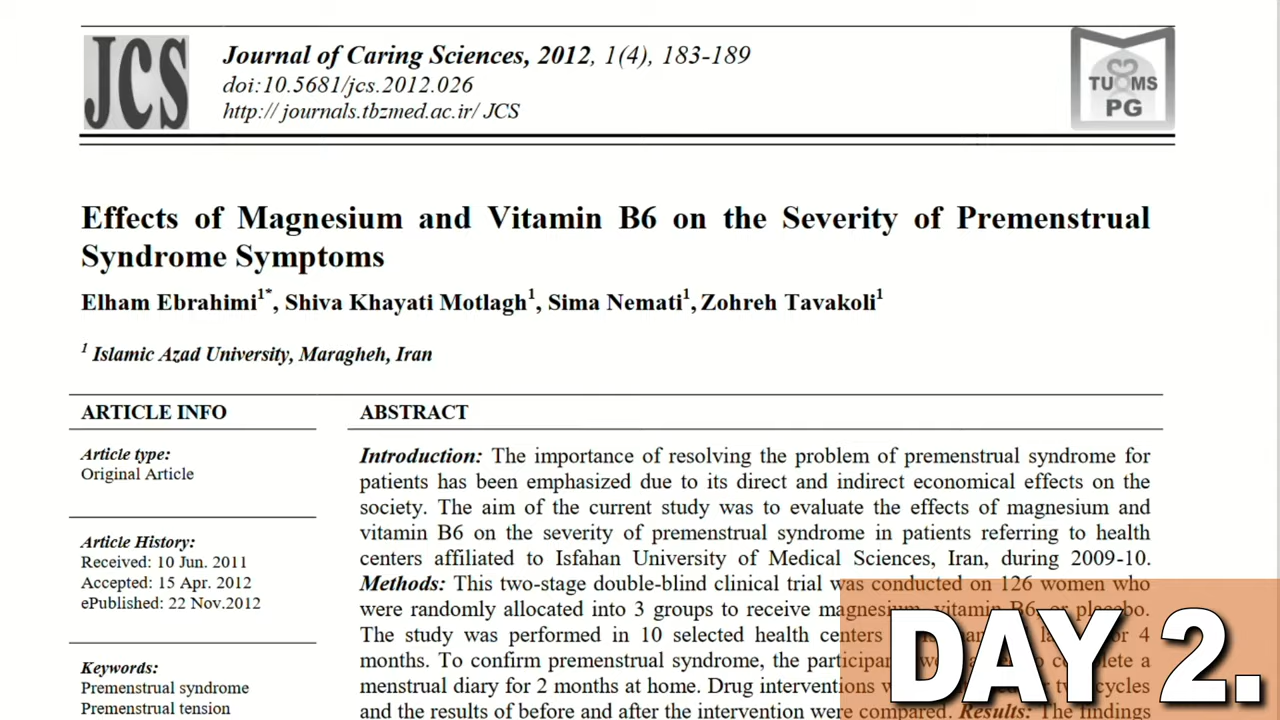 JCS
Journal of Caring Sciences, 2012, 1(4), 183-189
doi:10.5681/jcs.2012.026
http:// journals.tbzmed.ac.ir/ JCS
TU MS
PG
Effects of Magnesium and Vitamin B6 on the Severity of Premenstrual
Syndrome Symptoms
Elham Ebrahimi1*, Shiva Khayati Motlagh1, Sima Nemati1, Zohreh Tavakoli1
1 Islamic Azad University, Maragheh, Iran
ARTICLE INFO
Article type:
Original Article
Article History:
Received: 10 Jun. 2011
Accepted: 15 Apr. 2012
ePublished: 22 Nov.2012
Keywords:
Premenstrual syndrome
Premenstrual tension
ABSTRACT
Introduction: The importance of resolving the problem of premenstrual syndrome for
patients has been emphasized due to its direct and indirect economical effects on the
society. The aim of the current study was to evaluate the effects of magnesium and
vitamin B6 on the severity of premenstrual syndrome in patients referring to health
centers affiliated to Isfahan University of Medical Sciences, Iran, during 2009-10.
Methods: This two-stage double-blind clinical trial was conducted on 126 women who
were randomly allocated into 3 groups to receive magnesium, vitamin B6, or placebo.
The study was performed in 10 selected health centers 4
months. To confirm premenstrual syndrome, the a
menstrual diary for 2 months at home. Drug interventions cycles
and the results of before and after the intervention were compared. Results: The findings
DAY 2.